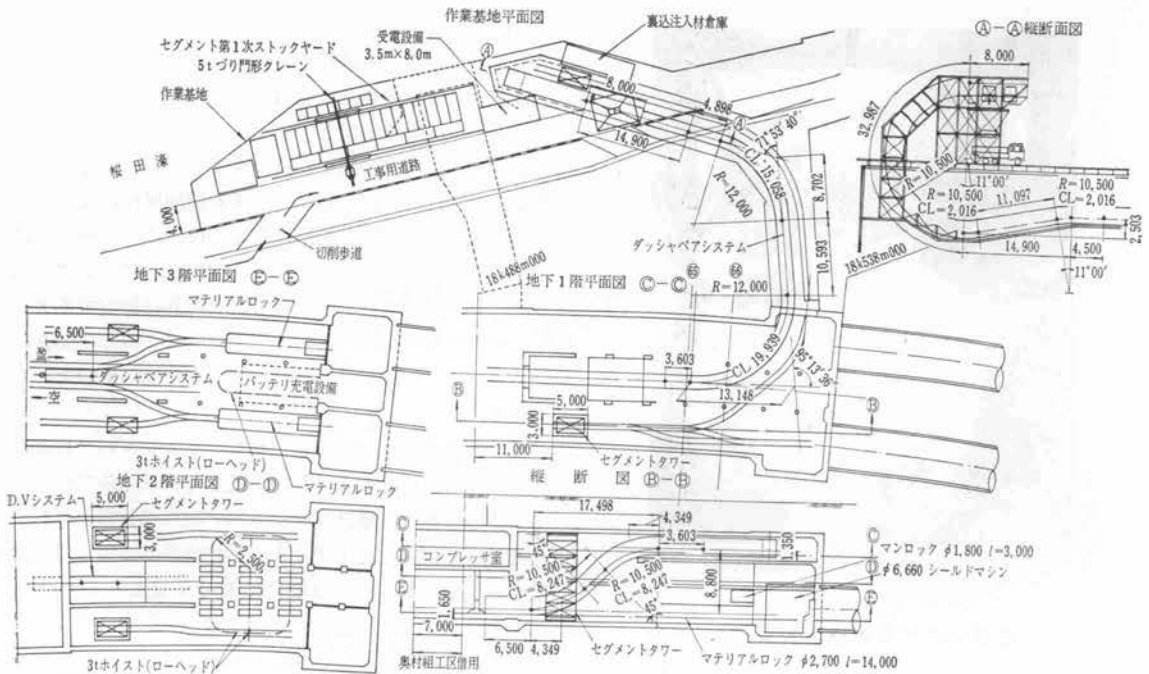 作業基地平面図
裏込注入材倉庫
Ⓐ―Ⓐ縦断面図
セグメント第1次ストックヤード
5tづり門形クレーン
受電設備
3.5m×8.0m
作業基地
桜田濠
工事用道路
切削歩道
4,000
Ⓐ
8,000
4,898
14,900
Ⓐ
71°53′40″
CL=15,058
R=12,000
8,702
10,593
ダッシャベアシステム
18k486m000
8,000
32,987
R=10,500
11°00′
R=10,500
CL=2,016
11,097
R=10,500
CL=2,016
2,503
14,900
4,500
11°00′
18k538m000
地下3階平面図 Ⓔ―Ⓔ
マテリアルロック
6,500
ダッシャベアシステム
バッテリ充電設備
空
3tホイスト(ローヘッド)
マテリアルロック
地下1階平面図 Ⓒ―Ⓒ
㊺
㊻
R=12,000
CL19,939
95°13′36″
3,603
13,148
Ⓑ
Ⓑ
5,000
3,000
11,000
セグメントタワー
地下2階平面図 Ⓓ―Ⓓ
D.Vシステム
5,000
セグメントタワー
3,000
R=2,500
3tホイスト(ローヘッド)
縦断図 Ⓑ―Ⓑ
17,498
4,349
3,603
1,350
Ⓒ
Ⓓ
Ⓔ
コンプレッサ室
45°
R=10,500
CL=8,247
R=10,500
CL=8,247
45°
8,800
1,650
7,000
6,500
4,349
奥村組工区借用
セグメントタワー
Ⓒ
マンロック φ1,800 l=3,000
Ⓓ
φ6,660 シールドマシン
Ⓔ
マテリアルロック φ2,700 l=14,000